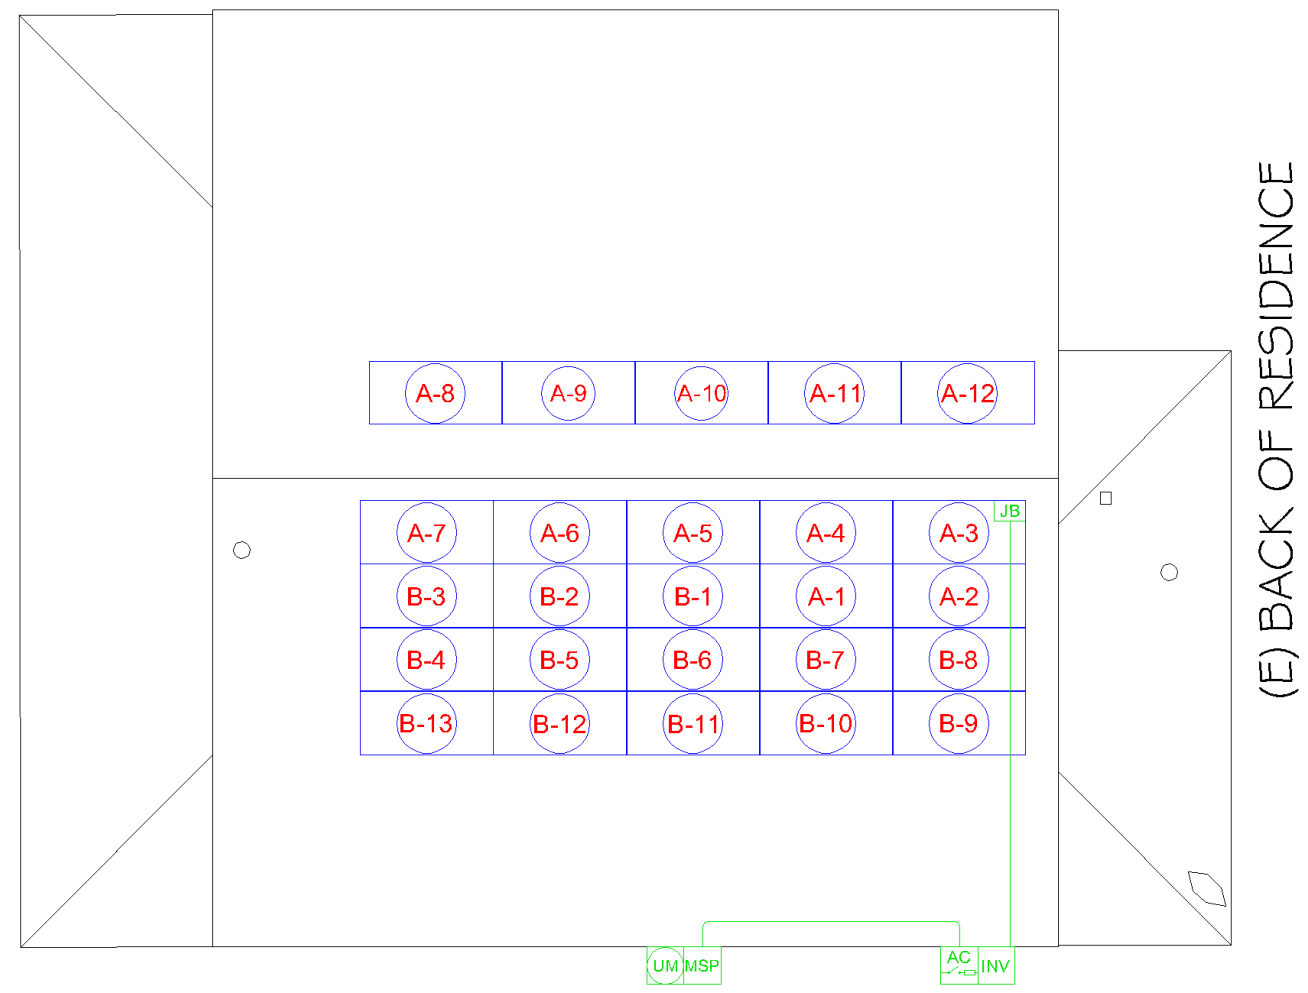 A-8 A-9 A-10 A-11 A-12
A-7 A-6 A-5 A-4 A-3 JB
B-3 B-2 B-1 A-1 A-2
B-4 B-5 B-6 B-7 B-8
B-13 B-12 B-11 B-10 B-9
UM MSP AC INV
(E) BACK OF RESIDENCE